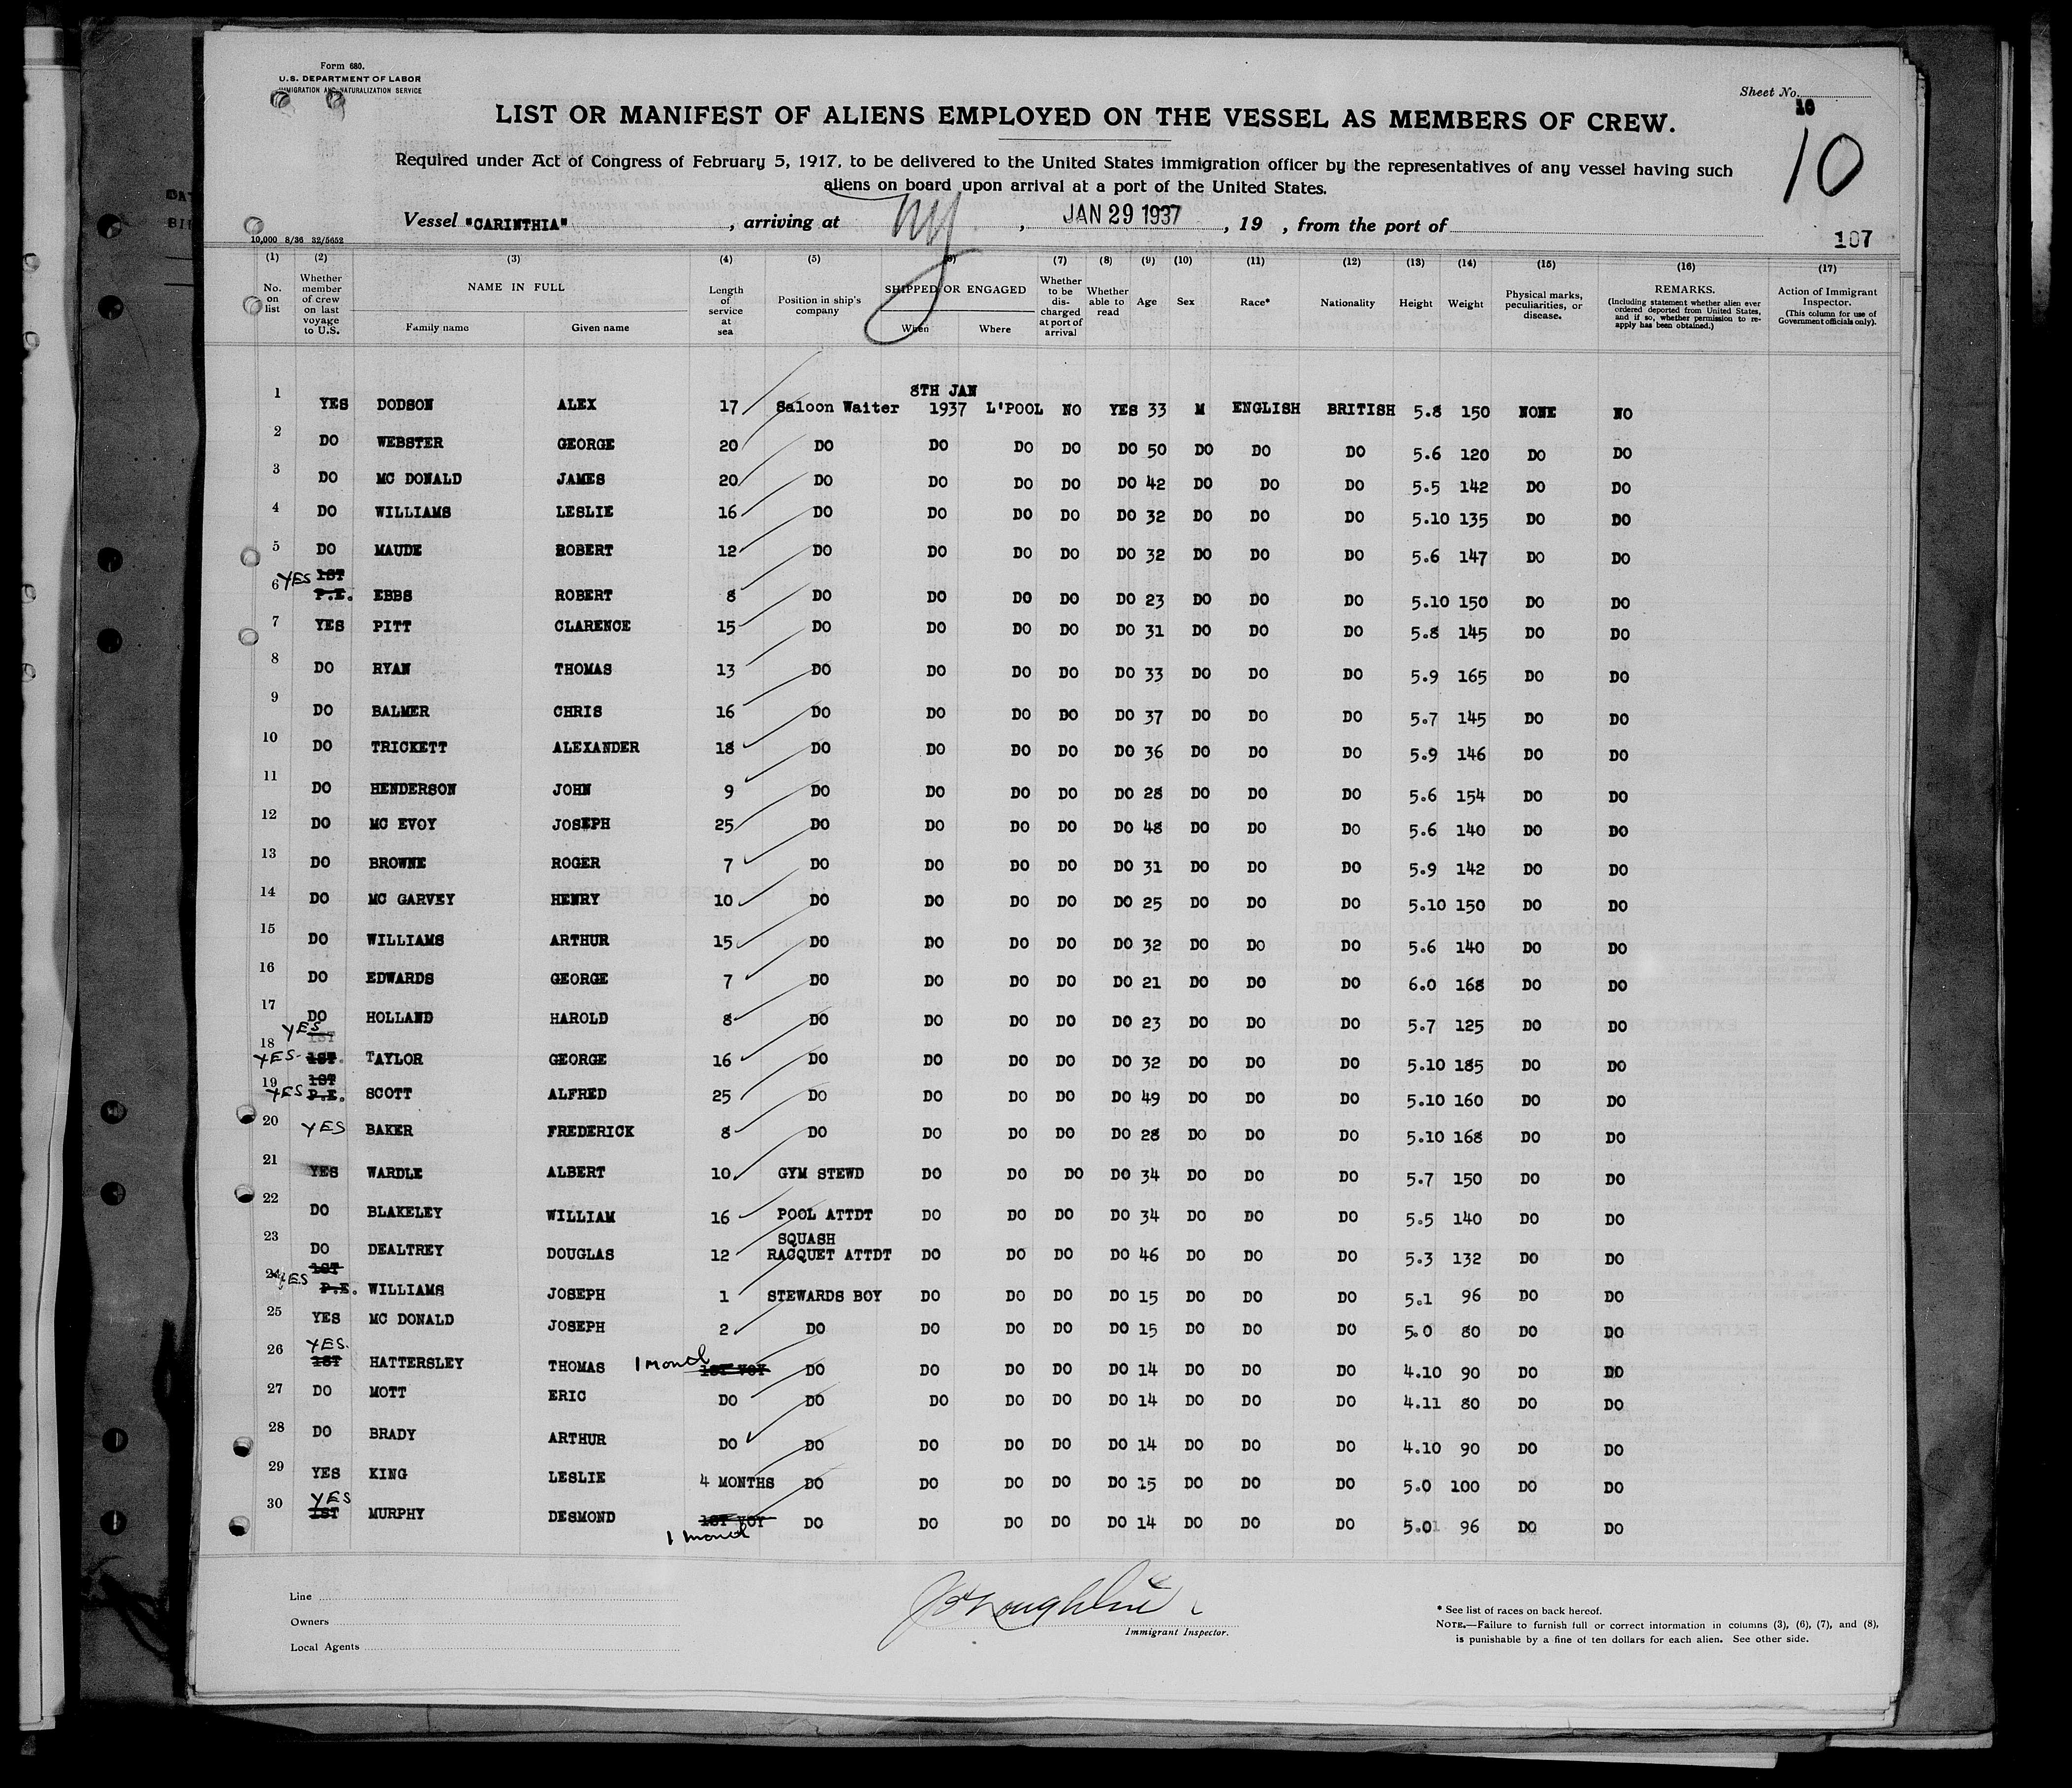 Form 680.
U.S. DEPARTMENT OF LABOR
IMMIGRATION AND NATURALIZATION SERVICE
Sheet No. 10
10
LIST OR MANIFEST OF ALIENS EMPLOYED ON THE VESSEL AS MEMBERS OF CREW.
Required under Act of Congress of February 5, 1917, to be delivered to the United States immigration officer by the representatives of any vessel having such
aliens on board upon arrival at a port of the United States.
Vessel "CARINTHIA", arriving at NY, JAN 29 1937, 19 , from the port of
10,000 8/36 32/5652
107
(1) (2) (3) (4) (5) (6) (7) (8) (9) (10) (11) (12) (13) (14) (15) (16) (17)
No. on list
Whether member of crew on last voyage to U.S.
NAME IN FULL
Family name
Given name
Length of service at sea
Position in ship's company
SHIPPED OR ENGAGED
When
Where
Whether to be discharged at port of arrival
Whether able to read
Age
Sex
Race*
Nationality
Height
Weight
Physical marks, peculiarities, or disease.
REMARKS.
(Including statement whether alien ever ordered deported from United States, and if so, whether permission to reapply has been obtained.)
Action of Immigrant Inspector.
(This column for use of Government officials only).
1 YES DODSON ALEX 17 Saloon Waiter 8TH JAN 1937 L'POOL NO YES 33 M ENGLISH BRITISH 5.8 150 NONE NO
2 DO WEBSTER GEORGE 20 DO DO DO DO DO 50 DO DO DO 5.6 120 DO DO
3 DO MC DONALD JAMES 20 DO DO DO DO DO 42 DO DO DO 5.5 142 DO DO
4 DO WILLIAMS LESLIE 16 DO DO DO DO DO 32 DO DO DO 5.10 135 DO DO
5 DO MAUDE ROBERT 12 DO DO DO DO DO 32 DO DO DO 5.6 147 DO DO
6 YES 1ST P.E. EBBS ROBERT 8 DO DO DO DO DO 23 DO DO DO 5.10 150 DO DO
7 YES PITT CLARENCE 15 DO DO DO DO DO 31 DO DO DO 5.8 145 DO DO
8 DO RYAN THOMAS 13 DO DO DO DO DO 33 DO DO DO 5.9 165 DO DO
9 DO BALMER CHRIS 16 DO DO DO DO DO 37 DO DO DO 5.7 145 DO DO
10 DO TRICKETT ALEXANDER 18 DO DO DO DO DO 36 DO DO DO 5.9 146 DO DO
11 DO HENDERSON JOHN 9 DO DO DO DO DO 28 DO DO DO 5.6 154 DO DO
12 DO MC EVOY JOSEPH 25 DO DO DO DO DO 48 DO DO DO 5.6 140 DO DO
13 DO BROWNE ROGER 7 DO DO DO DO DO 31 DO DO DO 5.9 142 DO DO
14 DO MC GARVEY HENRY 10 DO DO DO DO DO 25 DO DO DO 5.10 150 DO DO
15 DO WILLIAMS ARTHUR 15 DO DO DO DO DO 32 DO DO DO 5.6 140 DO DO
16 DO EDWARDS GEORGE 7 DO DO DO DO DO 21 DO DO DO 6.0 168 DO DO
17 DO HOLLAND HAROLD 8 DO DO DO DO DO 23 DO DO DO 5.7 125 DO DO
YES 1ST
18 YES 1ST. TAYLOR GEORGE 16 DO DO DO DO DO 32 DO DO DO 5.10 185 DO DO
19 YES 1ST P.E. SCOTT ALFRED 25 DO DO DO DO DO 49 DO DO DO 5.10 160 DO DO
20 YES BAKER FREDERICK 8 DO DO DO DO DO 28 DO DO DO 5.10 168 DO DO
21 YES WARDLE ALBERT 10 GYM STEWD DO DO DO DO 34 DO DO DO 5.7 150 DO DO
22 DO BLAKELEY WILLIAM 16 POOL ATTDT DO DO DO DO 34 DO DO DO 5.5 140 DO DO
23 DO DEALTREY DOUGLAS 12 SQUASH RACQUET ATTDT DO DO DO DO 46 DO DO DO 5.3 132 DO DO
24 YES 1ST P.E. WILLIAMS JOSEPH 1 STEWARDS BOY DO DO DO DO 15 DO DO DO 5.1 96 DO DO
25 YES MC DONALD JOSEPH 2 DO DO DO DO DO 15 DO DO DO 5.0 80 DO DO
26 YES. 1ST HATTERSLEY THOMAS 1 month 1ST VOY DO DO DO DO DO 14 DO DO DO 4.10 90 DO DO
27 DO MOTT ERIC DO DO DO DO DO DO 14 DO DO DO 4.11 80 DO DO
28 DO BRADY ARTHUR DO DO DO DO DO DO 14 DO DO DO 4.10 90 DO DO
29 YES KING LESLIE 4 MONTHS DO DO DO DO DO 15 DO DO DO 5.0 100 DO DO
30 YES 1ST MURPHY DESMOND 1ST VOY 1 month DO DO DO DO DO 14 DO DO DO 5.0 96 DO DO
Line
Owners
Local Agents
Immigrant Inspector.
* See list of races on back hereof.
NOTE.—Failure to furnish full or correct information in columns (3), (6), (7), and (8),
is punishable by a fine of ten dollars for each alien. See other side.